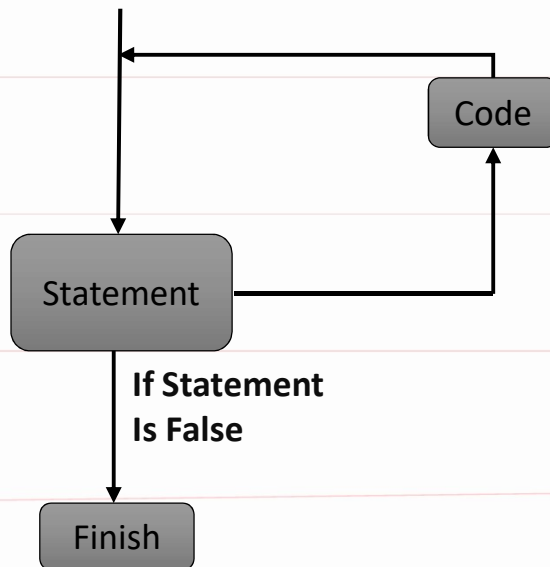 Code
Statement
If Statement
Is False
Finish